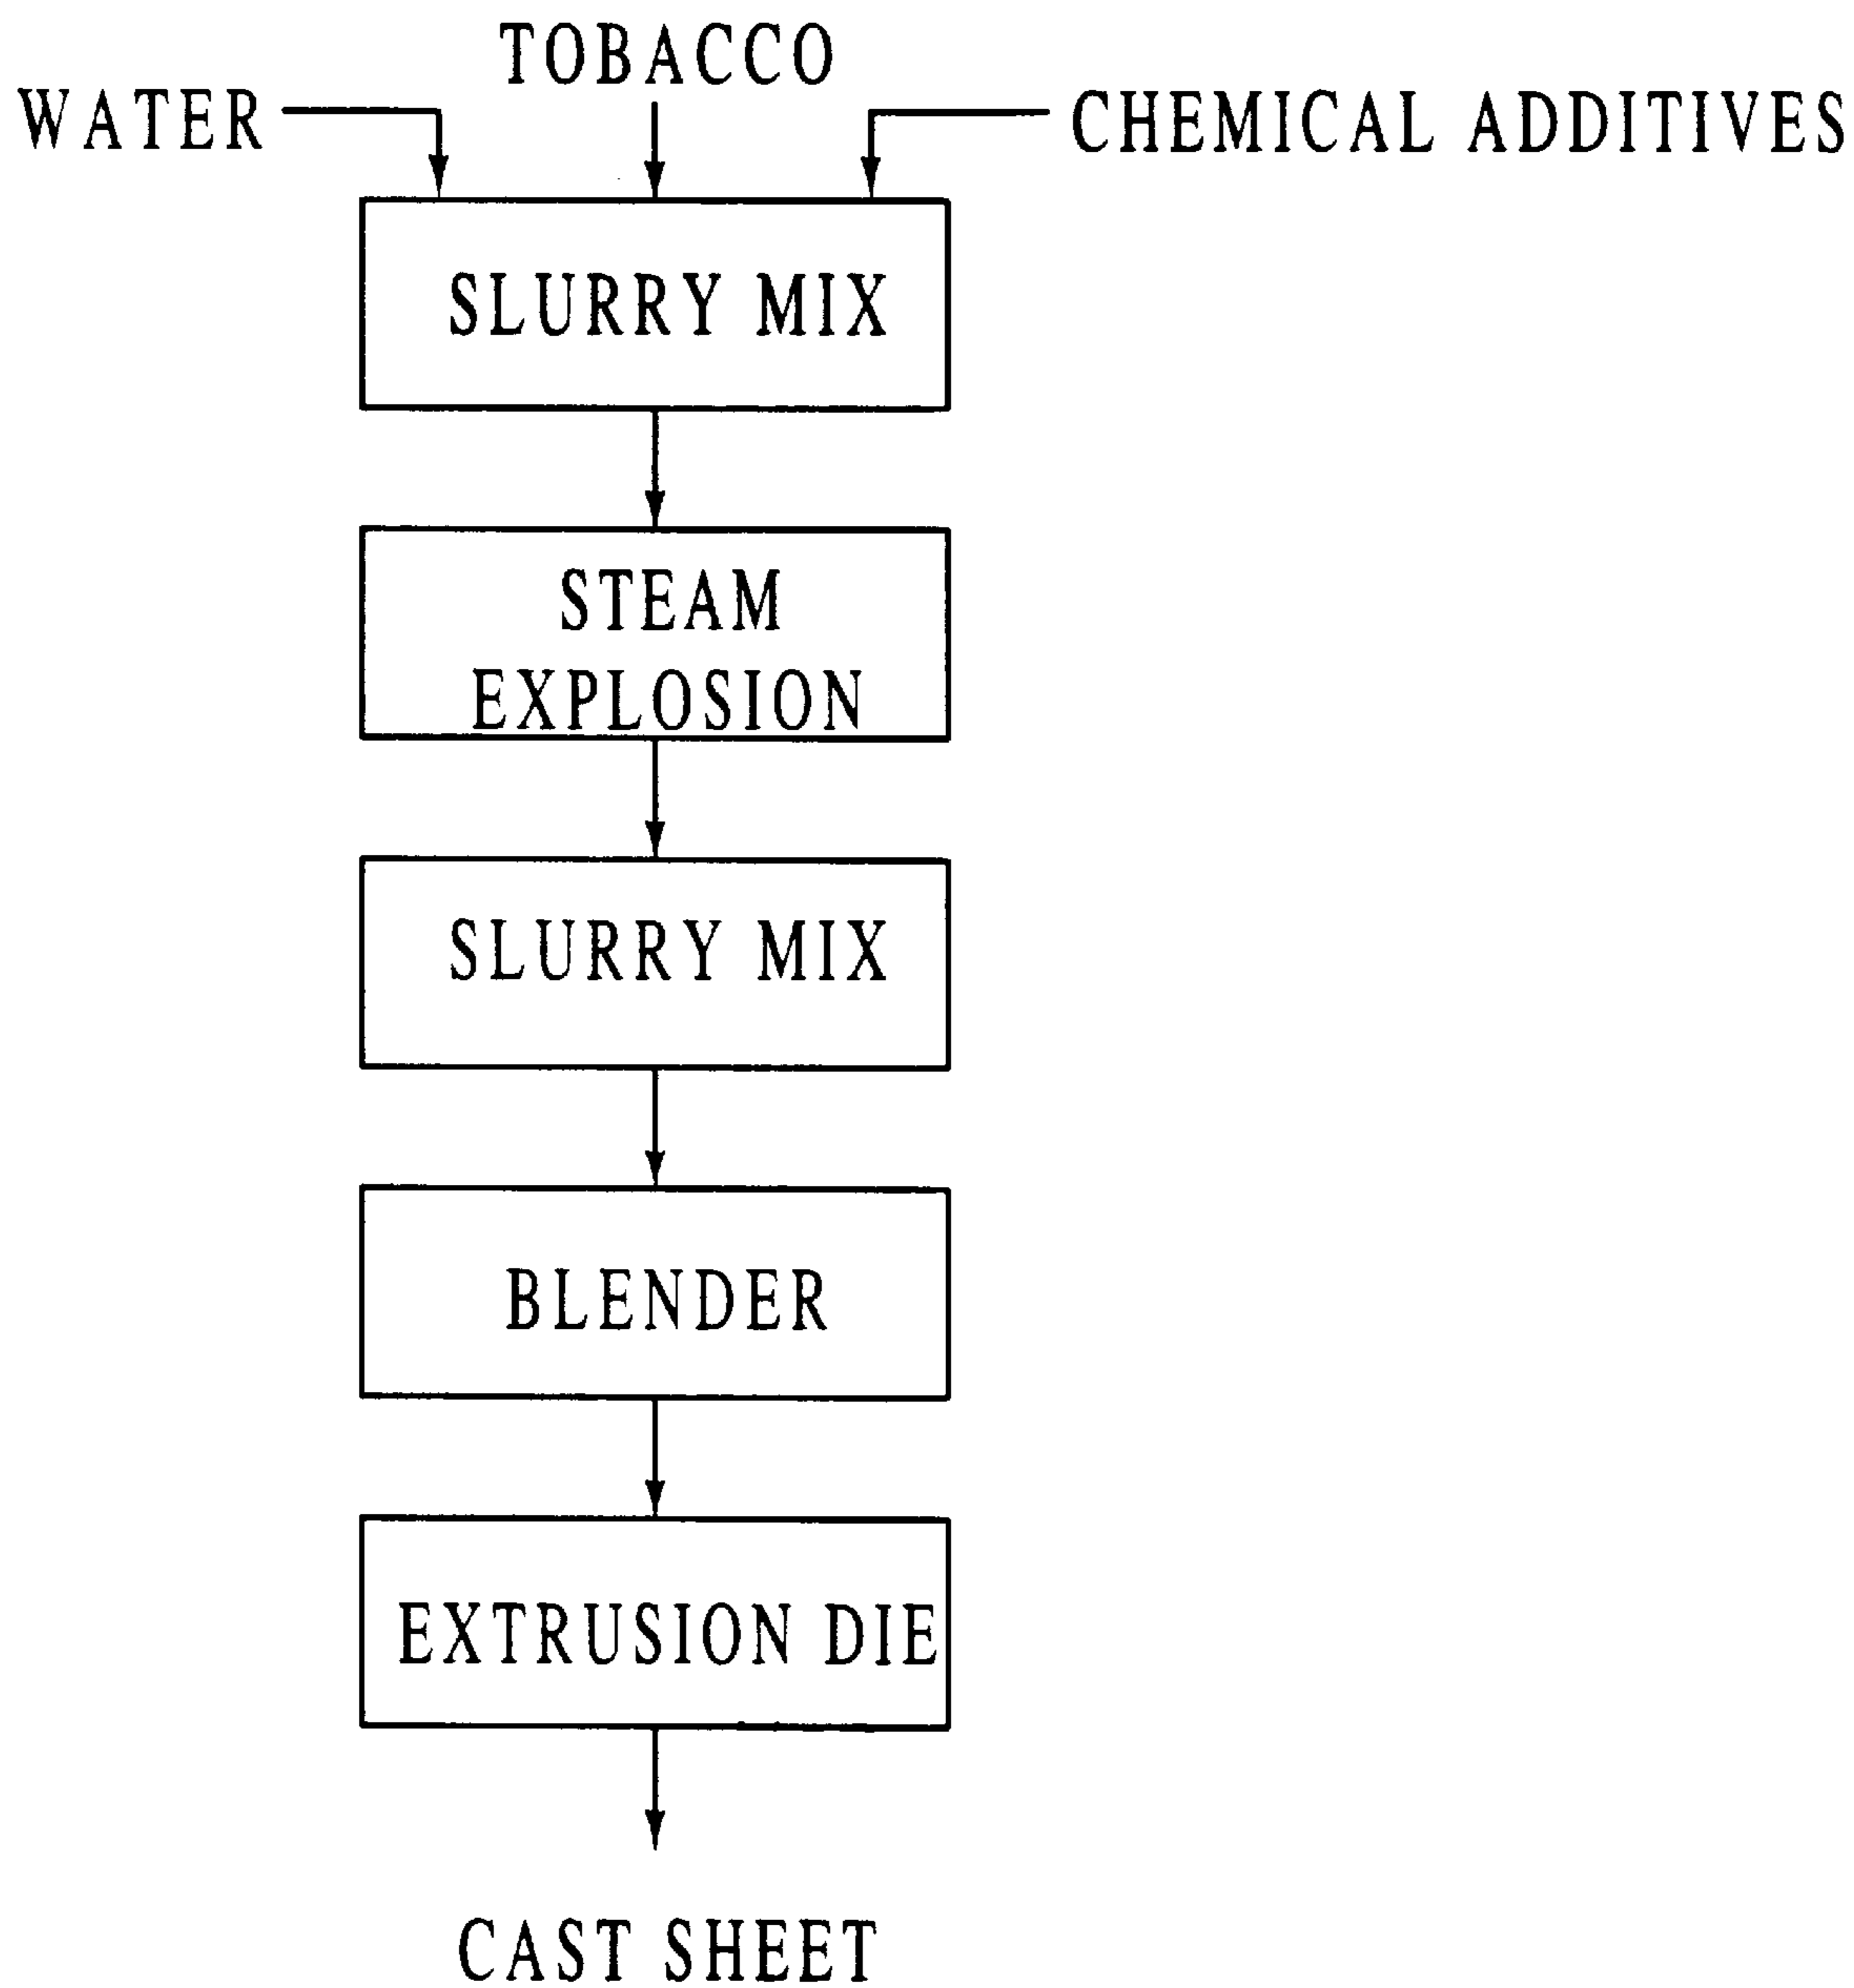 TOBACCO
WATER
CHEMICAL ADDITIVES
SLURRY MIX
STEAM
EXPLOSION
SLURRY MIX
BLENDER
EXTRUSION DIE
CAST SHEET